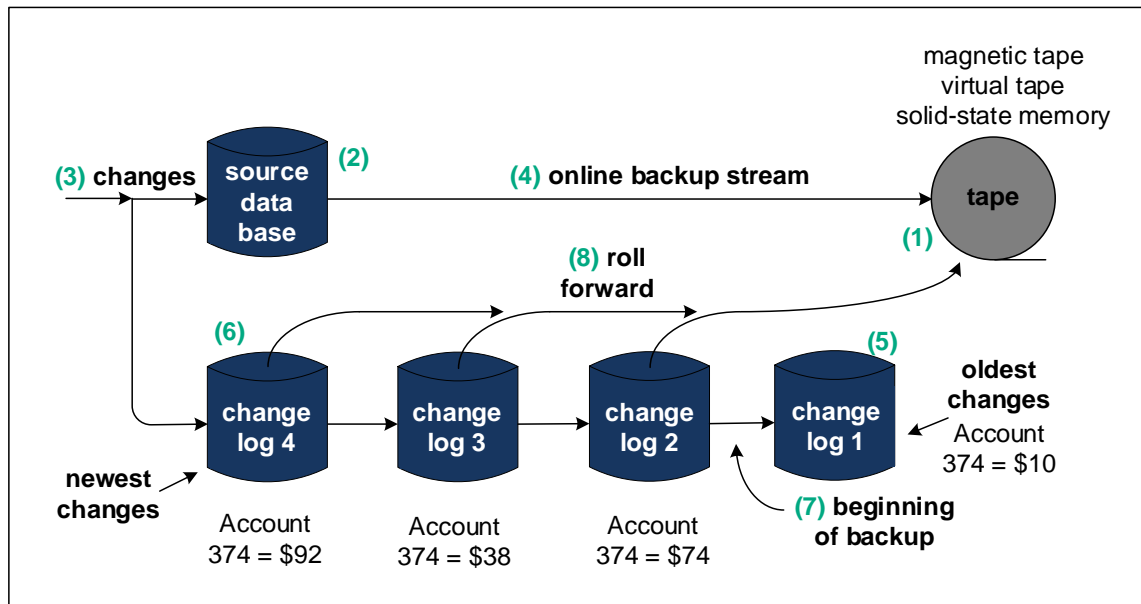 magnetic tape
virtual tape
solid-state memory
(3) changes
source
data
base
(2)
(4) online backup stream
tape
(1)
(8) roll
forward
(6)
(5)
change
log 4
change
log 3
change
log 2
change
log 1
oldest
changes
Account
374 = $10
newest
changes
(7) beginning
of backup
Account
374 = $92
Account
374 = $38
Account
374 = $74